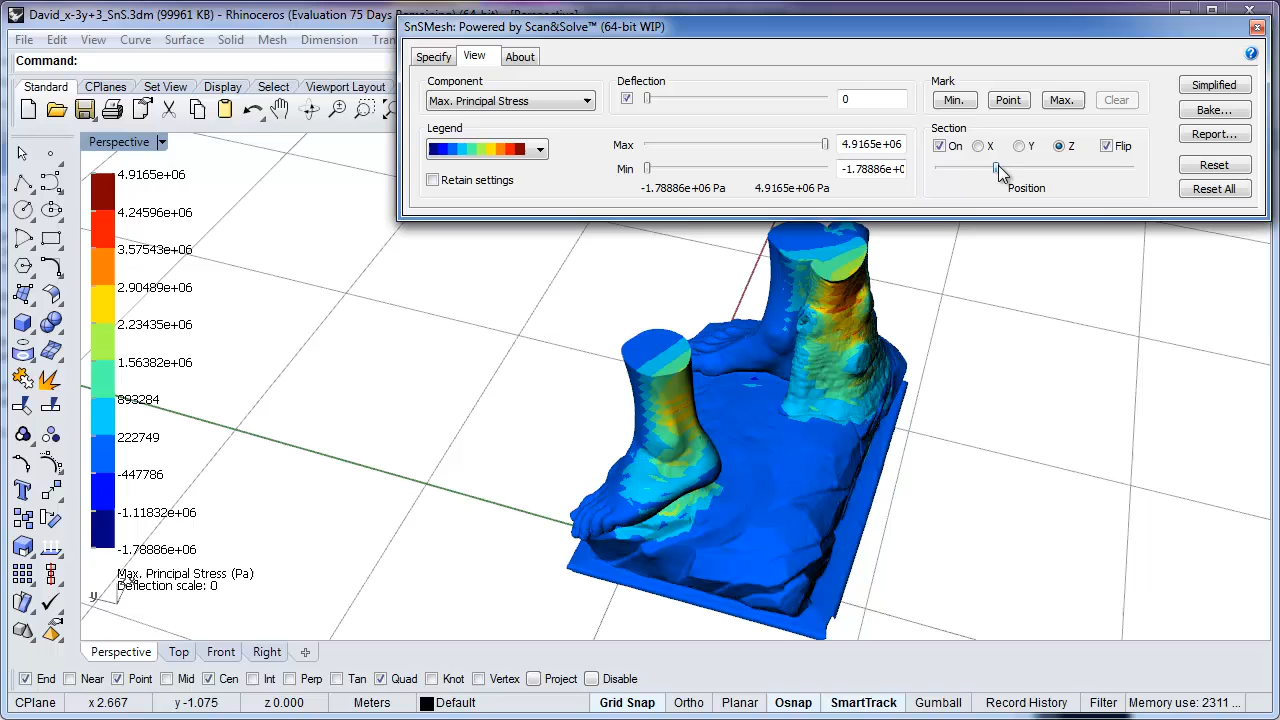 David_x-3y+3_SnS.3dm (99961 KB) - Rhinoceros (Evaluation 75 Days
SnSMesh: Powered by Scan&Solve™ (64-bit WIP)
File Edit View Curve Surface Solid Mesh Dimension
Command:
Standard CPlanes Set View Display Select Viewport Layout
Specify View About
Component
Max. Principal Stress
Legend
Retain settings
Deflection
0
Max 4.9165e+06
Min -1.78886e+0
-1.78886e+06 Pa 4.9165e+06 Pa
Mark
Min. Point Max. Clear
Section
On X Y Z Flip
Position
Simplified
Bake...
Report...
Reset
Reset All
Perspective
4.9165e+06
4.24596e+06
3.57543e+06
2.90489e+06
2.23435e+06
1.56382e+06
893284
222749
-447786
-1.11832e+06
-1.78886e+06
Max. Principal Stress (Pa)
Deflection scale: 0
y
Perspective Top Front Right
End Near Point Mid Cen Int Perp Tan Quad Knot Vertex Project Disable
CPlane x 2.667 y -1.075 z 0.000 Meters Default Grid Snap Ortho Planar Osnap SmartTrack Gumball Record History Filter Memory use: 2311 ...